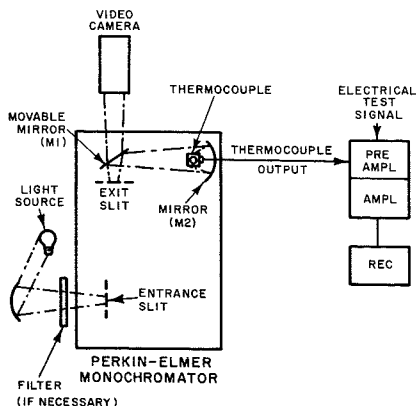 VIDEO
CAMERA
THERMOCOUPLE
ELECTRICAL
TEST
SIGNAL
MOVABLE
MIRROR
(M1)
THERMOCOUPLE
OUTPUT
PRE
AMPL
AMPL
EXIT
SLIT
MIRROR
(M2)
LIGHT
SOURCE
REC
ENTRANCE
SLIT
PERKIN-ELMER
MONOCHROMATOR
FILTER
(IF NECESSARY)